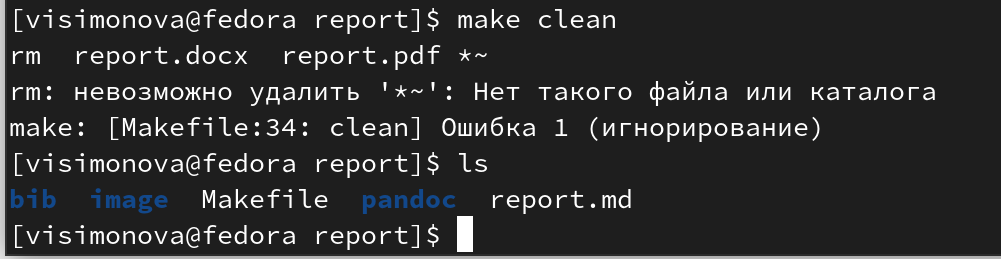 [visimonova@fedora report]$ make clean
rm  report.docx  report.pdf *~
rm: невозможно удалить '*~': Нет такого файла или каталога
make: [Makefile:34: clean] Ошибка 1 (игнорирование)
[visimonova@fedora report]$ ls
bib  image  Makefile  pandoc  report.md
[visimonova@fedora report]$